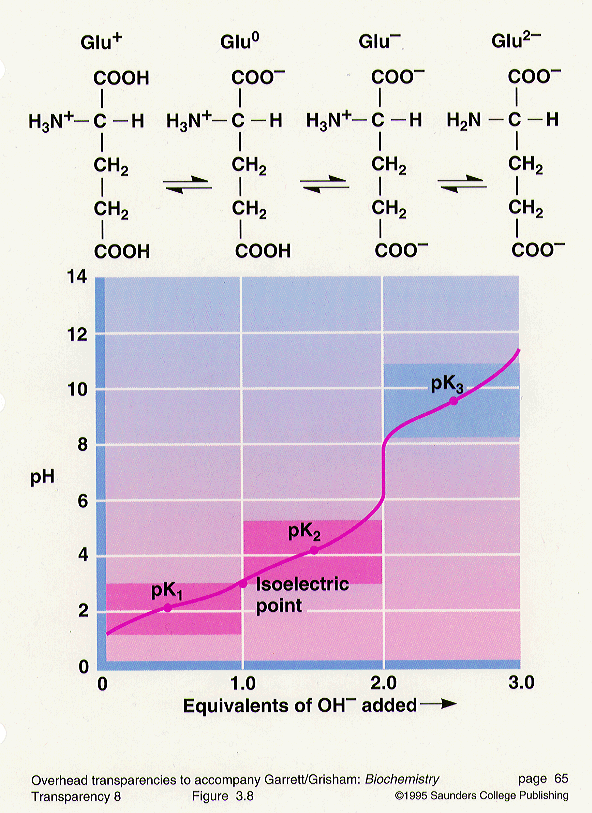 Glu⁺ Glu⁰ Glu⁻ Glu²⁻
COOH COO⁻ COO⁻ COO⁻
H₃N⁺—C—H H₃N⁺—C—H H₃N⁺—C—H H₂N—C—H
CH₂ CH₂ CH₂ CH₂
CH₂ CH₂ CH₂ CH₂
COOH COOH COO⁻ COO⁻
14
12
10
pK₃
8
pH
6
pK₂
4
Isoelectric
point
pK₁
2
0
0 1.0 2.0 3.0
Equivalents of OH⁻ added
Overhead transparencies to accompany Garrett/Grisham: Biochemistry page 65
Transparency 8 Figure 3.8 ©1995 Saunders College Publishing